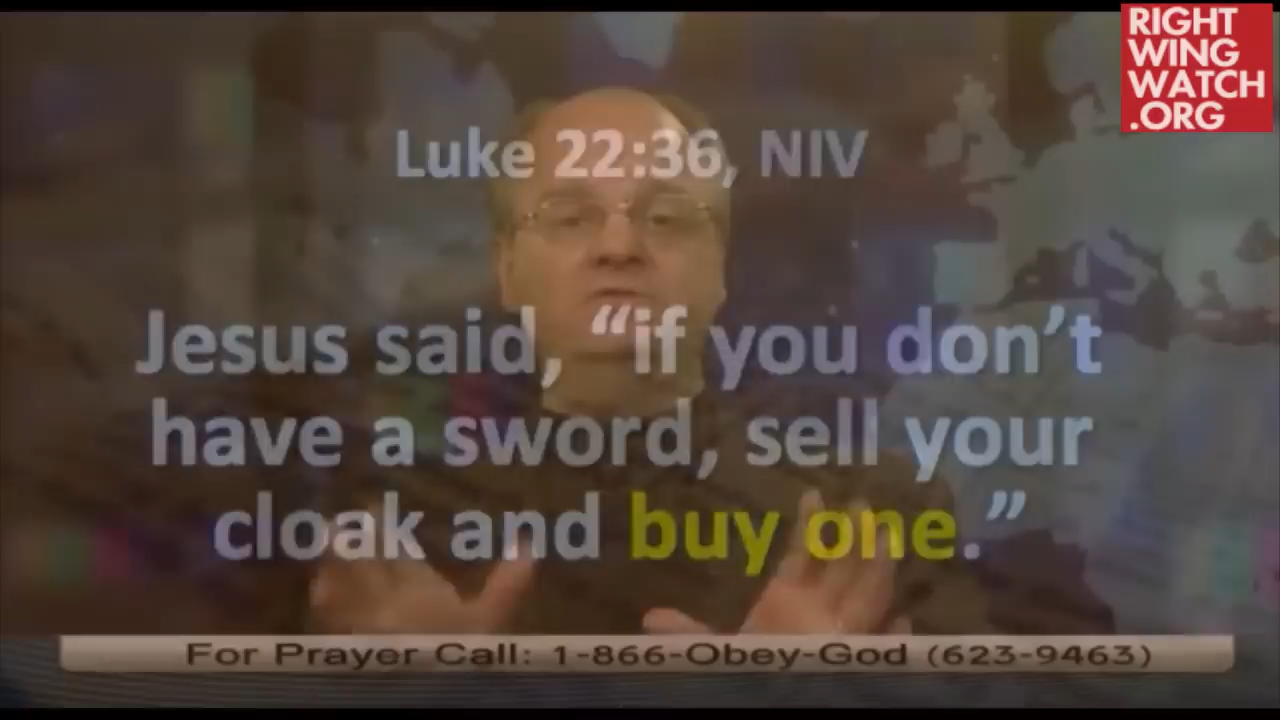 RIGHT
WING
WATCH
.ORG
Luke 22:36, NIV
Jesus said, “if you don’t
have a sword, sell your
cloak and buy one.”
For Prayer Call: 1-866-Obey-God (623-9463)